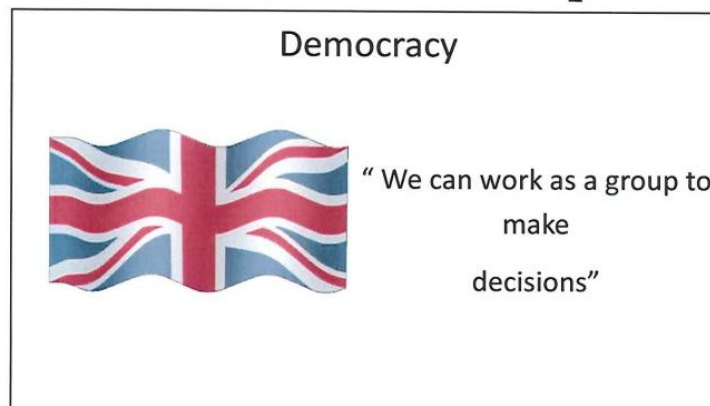 Democracy
“ We can work as a group to
make
decisions”